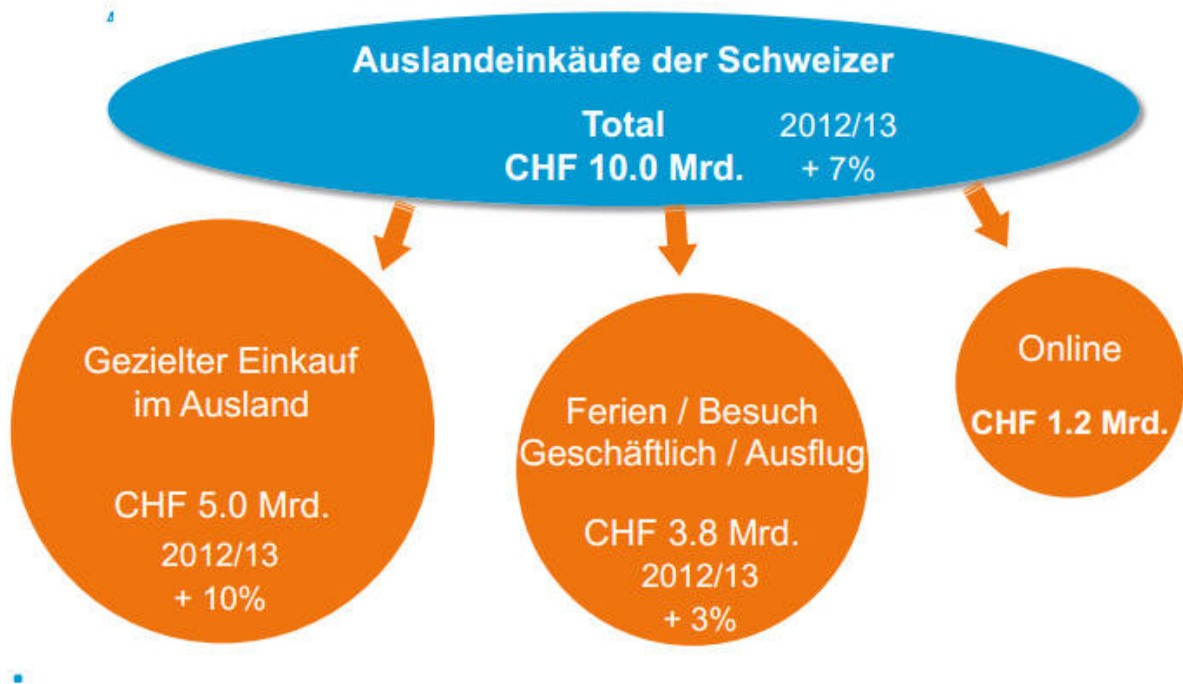 Auslandeinkäufe der Schweizer
Total 2012/13
CHF 10.0 Mrd. + 7%
Gezielter Einkauf
im Ausland
CHF 5.0 Mrd.
2012/13
+ 10%
Ferien / Besuch
Geschäftlich / Ausflug
CHF 3.8 Mrd.
2012/13
+ 3%
Online
CHF 1.2 Mrd.